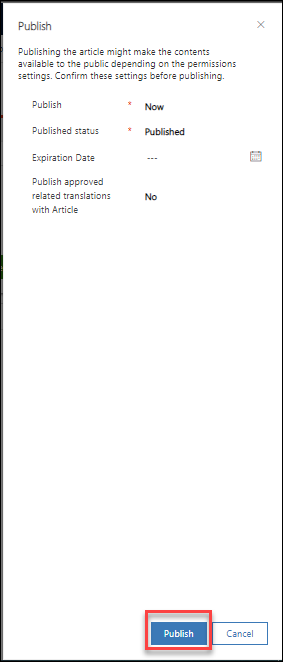 Publish
Publishing the article might make the contents
available to the public depending on the permissions
settings. Confirm these settings before publishing.
Publish * Now
Published status * Published
Expiration Date ---
Publish approved
related translations
with Article No
Publish Cancel